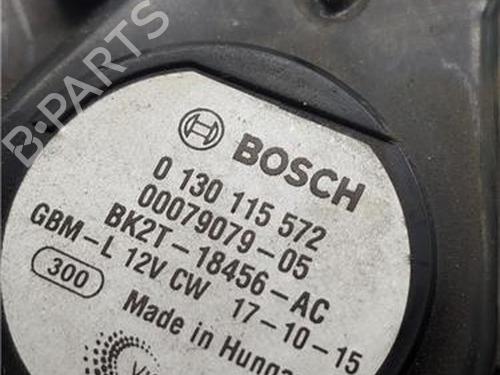 B-PARTS
BOSCH
0 130 115 572
00079079-05
BK2T-18456-AC
GBM-L 12V CW 17-10-15
300
Made in